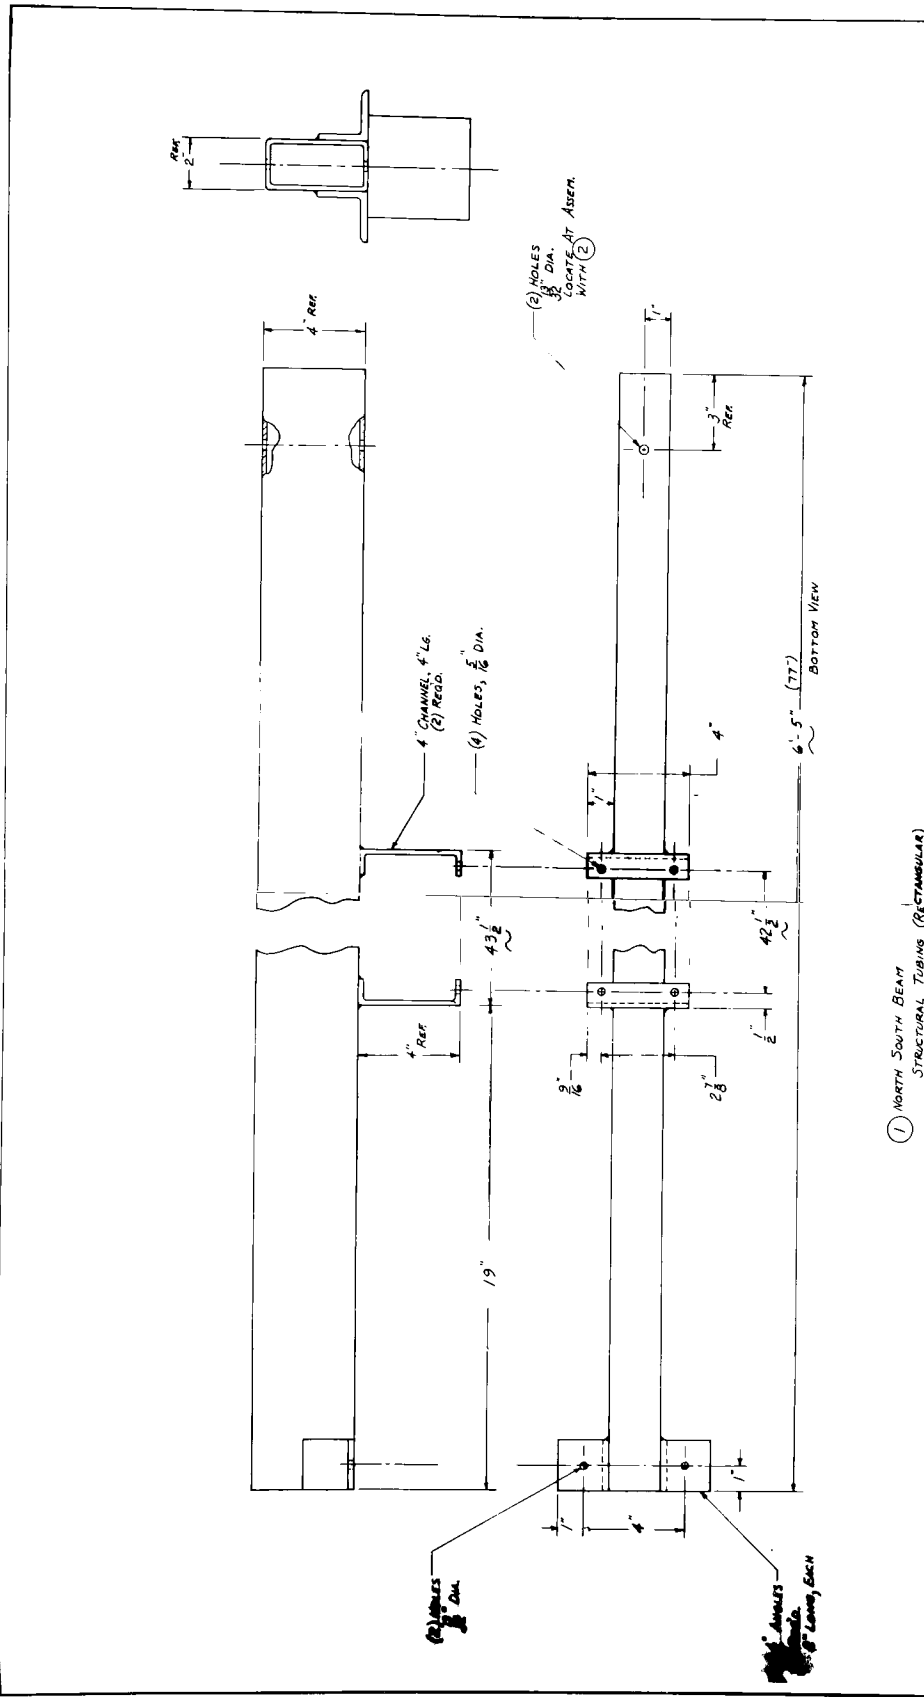 REF.
2"
4" REF.
(2) HOLES
13/32" DIA.
LOCATE AT ASSEM.
WITH 2
4" CHANNEL, 4" LG.
(2) REQD.
(4) HOLES, 5/16" DIA.
43 1/2"
4" REF.
19"
1"
3"
REF.
4"
1"
6'-5" (77")
BOTTOM VIEW
42 1/2"
1/2"
9/16"
2 7/8"
1"
4"
1"
(2) HOLES
DIA.
ANGLES
LONG, EACH
1 NORTH SOUTH BEAM
STRUCTURAL TUBING (RECTANGULAR)